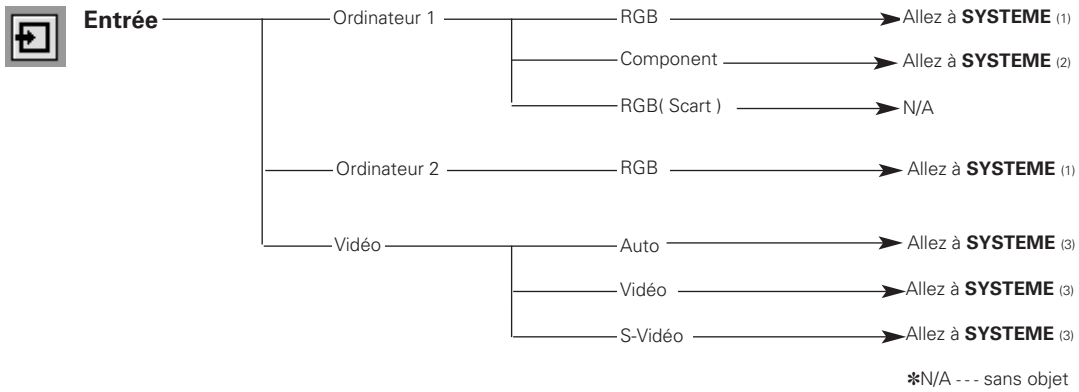 Entrée Ordinateur 1 RGB Allez à SYSTEME (1)
Component Allez à SYSTEME (2)
RGB( Scart ) N/A
Ordinateur 2 RGB Allez à SYSTEME (1)
Vidéo Auto Allez à SYSTEME (3)
Vidéo Allez à SYSTEME (3)
S-Vidéo Allez à SYSTEME (3)
✽N/A - - - sans objet